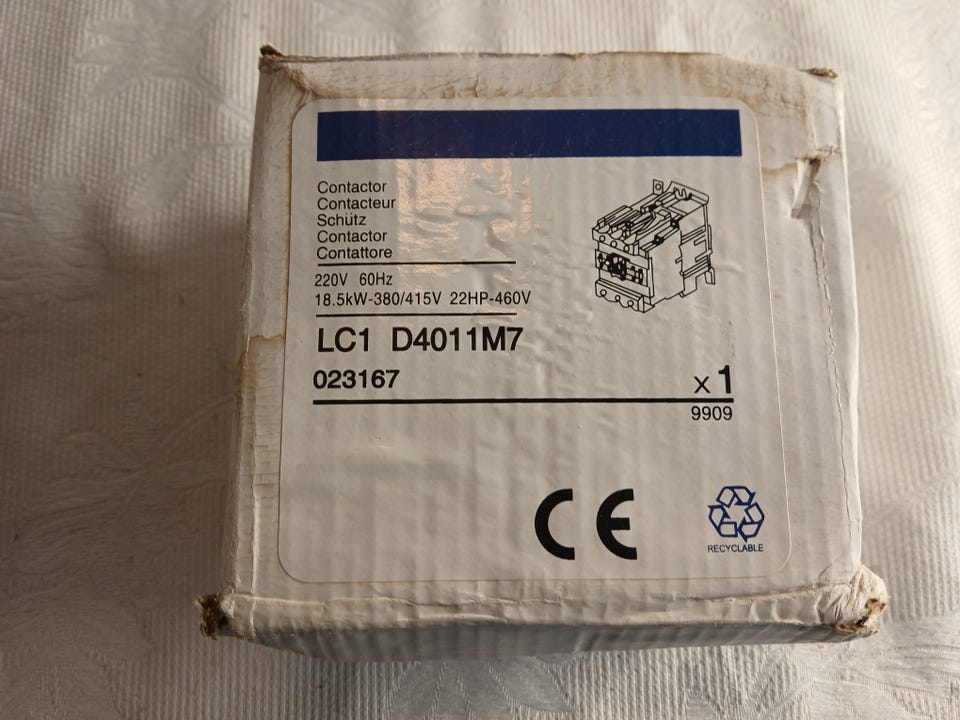 Contactor
Contacteur
Schütz
Contactor
Contattore
220V 60Hz
18.5kW-380/415V 22HP-460V
LC1 D4011M7
023167
x 1
9909
CE
RECYCLABLE